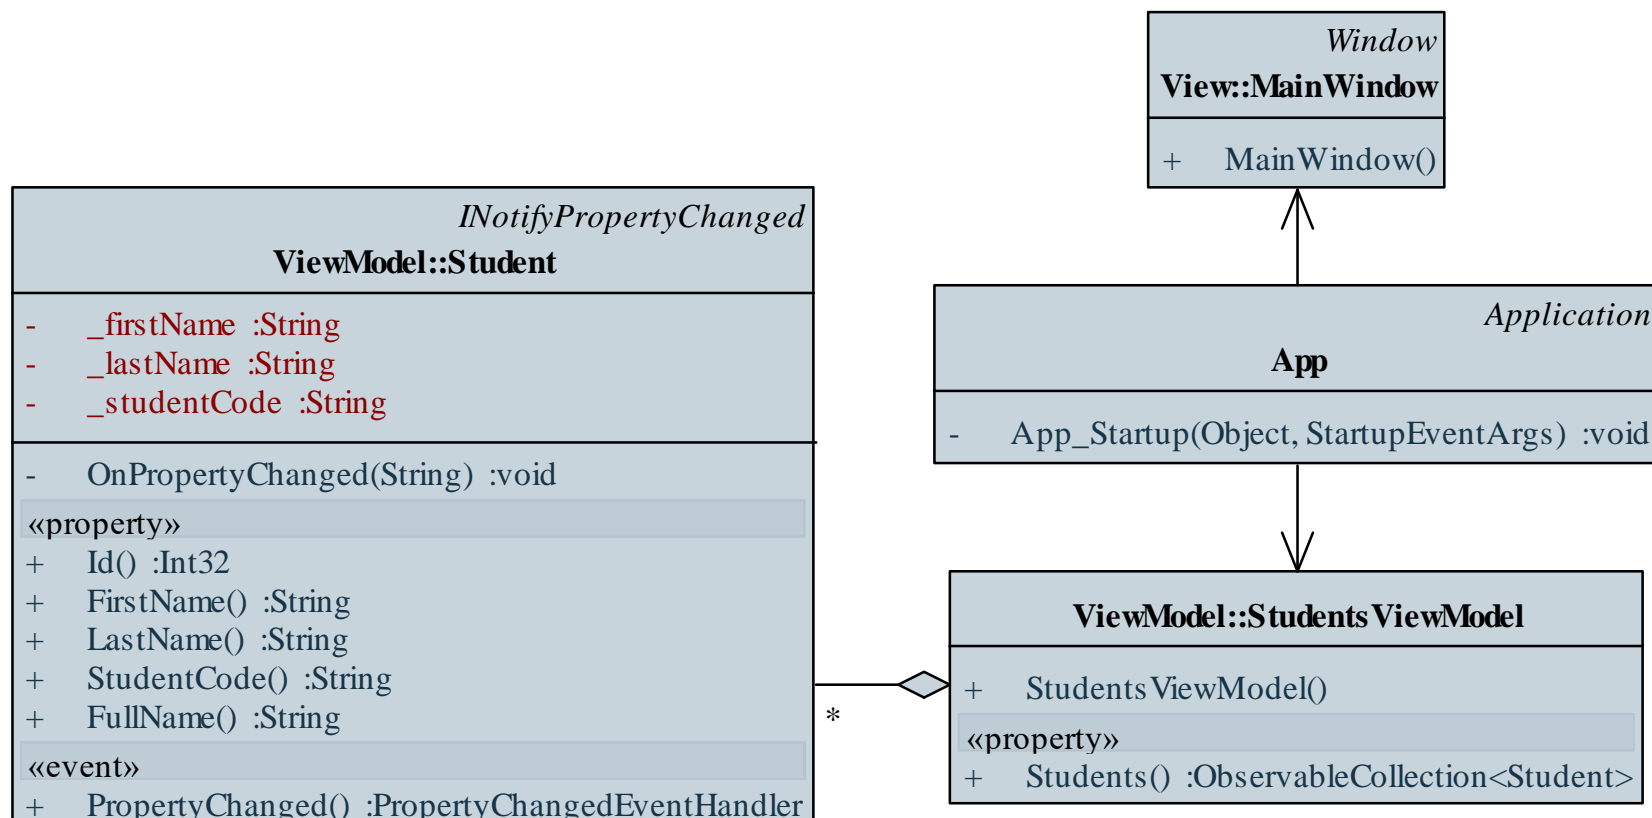 Window
View::MainWindow
+ MainWindow()
INotifyPropertyChanged
ViewModel::Student
- _firstName :String
- _lastName :String
- _studentCode :String
- OnPropertyChanged(String) :void
«property»
+ Id() :Int32
+ FirstName() :String
+ LastName() :String
+ StudentCode() :String
+ FullName() :String
«event»
+ PropertyChanged() :PropertyChangedEventHandler
Application
App
- App_Startup(Object, StartupEventArgs) :void
*
ViewModel::StudentsViewModel
+ StudentsViewModel()
«property»
+ Students() :ObservableCollection<Student>